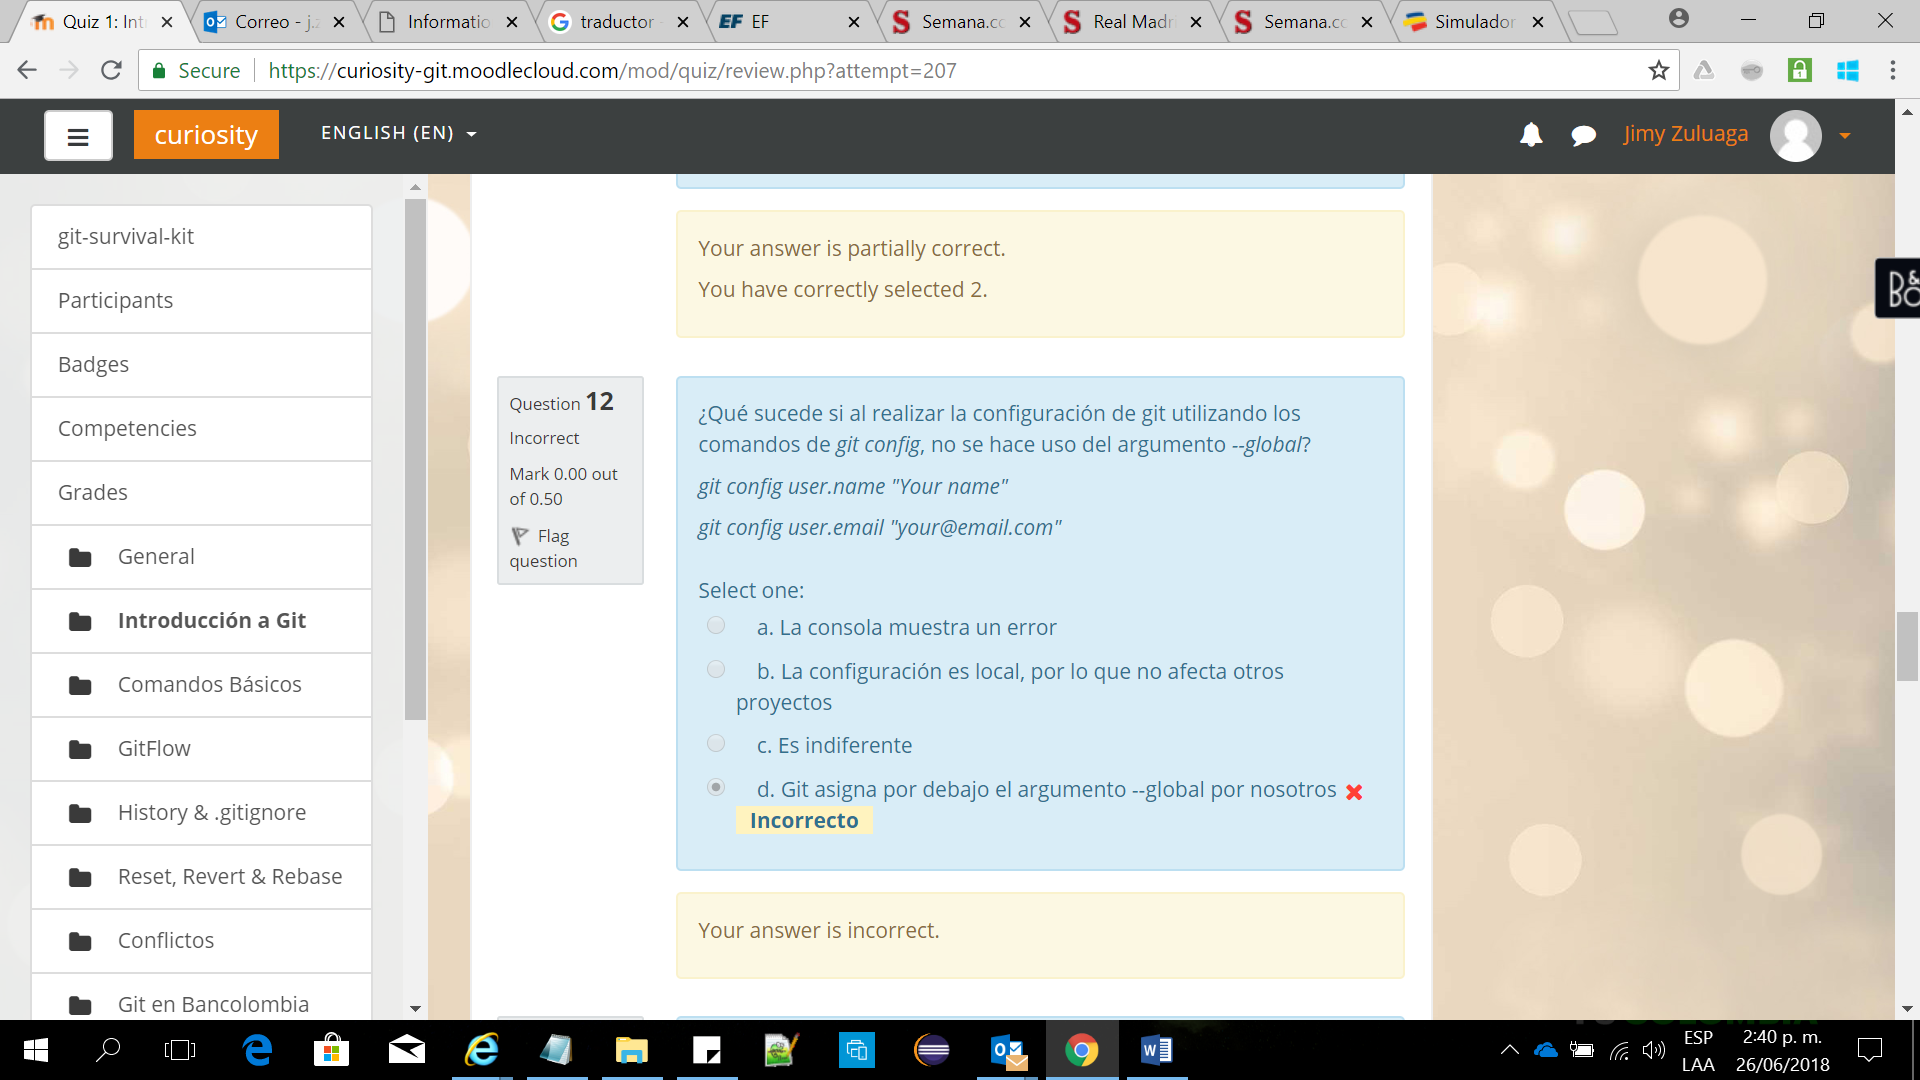 Quiz 1: Int
Correo - j.z
Informatio
traductor
EF EF
Semana.co
Real Madr
Semana.co
Simulador
Secure https://curiosity-git.moodlecloud.com/mod/quiz/review.php?attempt=207
curiosity
ENGLISH (EN)
Jimy Zuluaga
git-survival-kit
Participants
Badges
Competencies
Grades
General
Introducción a Git
Comandos Básicos
GitFlow
History & .gitignore
Reset, Revert & Rebase
Conflictos
Git en Bancolombia
Your answer is partially correct.
You have correctly selected 2.
Question 12
Incorrect
Mark 0.00 out
of 0.50
Flag
question
¿Qué sucede si al realizar la configuración de git utilizando los
comandos de git config, no se hace uso del argumento --global?
git config user.name "Your name"
git config user.email "your@email.com"
Select one:
a. La consola muestra un error
b. La configuración es local, por lo que no afecta otros
proyectos
c. Es indiferente
d. Git asigna por debajo el argumento --global por nosotros
Incorrecto
Your answer is incorrect.
B&
BO
ESP
LAA
2:40 p. m.
26/06/2018